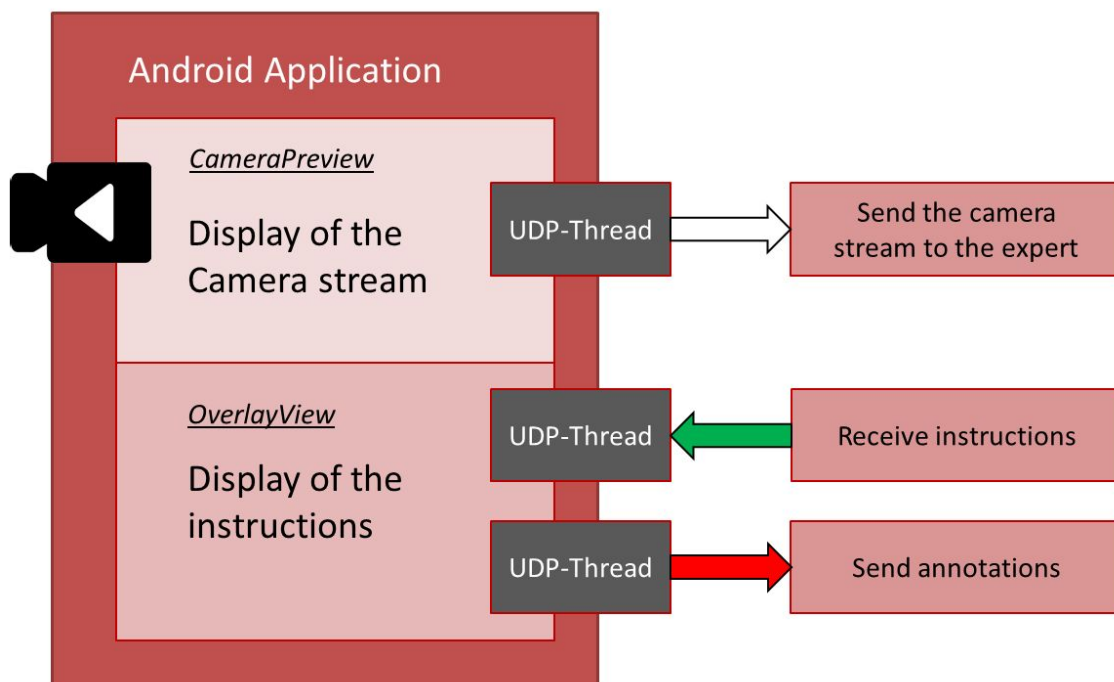 Android Application
CameraPreview
Display of the
Camera stream
UDP-Thread
Send the camera
stream to the expert
OverlayView
Display of the
instructions
UDP-Thread
Receive instructions
UDP-Thread
Send annotations